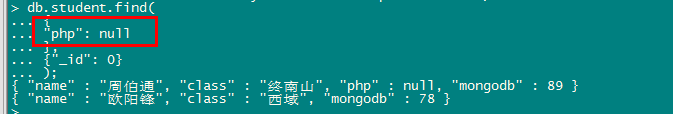 > db.student.find(
... {
... "php": null
... },
... {"_id": 0}
... );
{ "name" : "周伯通", "class" : "终南山", "php" : null, "mongodb" : 89 }
{ "name" : "欧阳锋", "class" : "西域", "mongodb" : 78 }
>